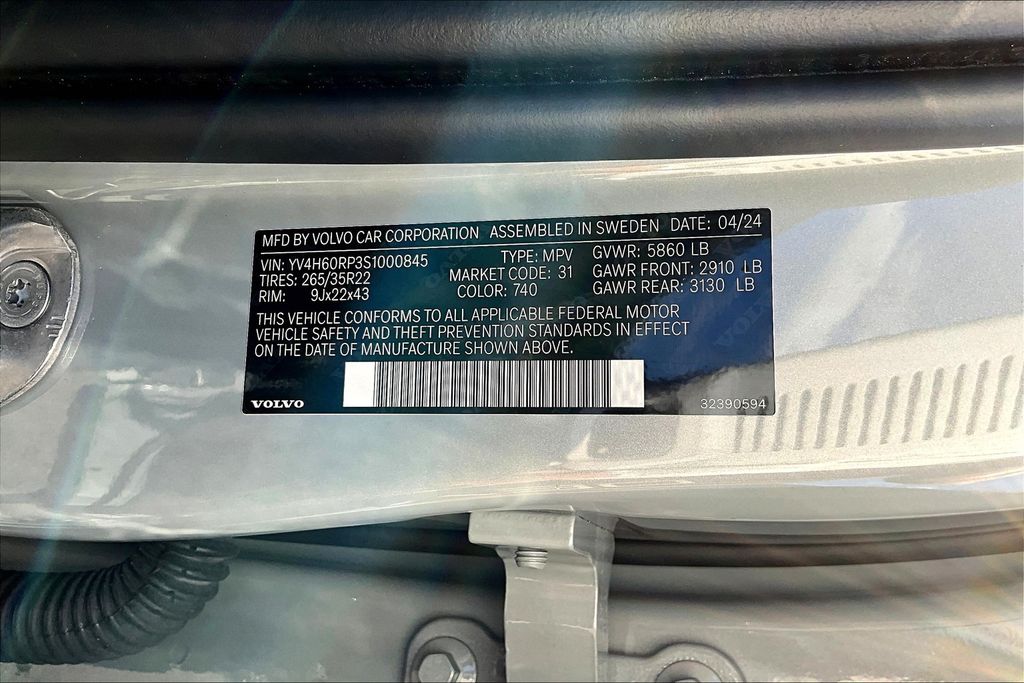 MFD BY VOLVO CAR CORPORATION ASSEMBLED IN SWEDEN DATE: 04/24
VIN: YV4H60RP3S1000845 TYPE: MPV GVWR: 5860 LB
TIRES: 265/35R22 MARKET CODE: 31 GAWR FRONT: 2910 LB
RIM: 9Jx22x43 COLOR: 740 GAWR REAR: 3130 LB
THIS VEHICLE CONFORMS TO ALL APPLICABLE FEDERAL MOTOR
VEHICLE SAFETY AND THEFT PREVENTION STANDARDS IN EFFECT
ON THE DATE OF MANUFACTURE SHOWN ABOVE.
VOLVO 32390594